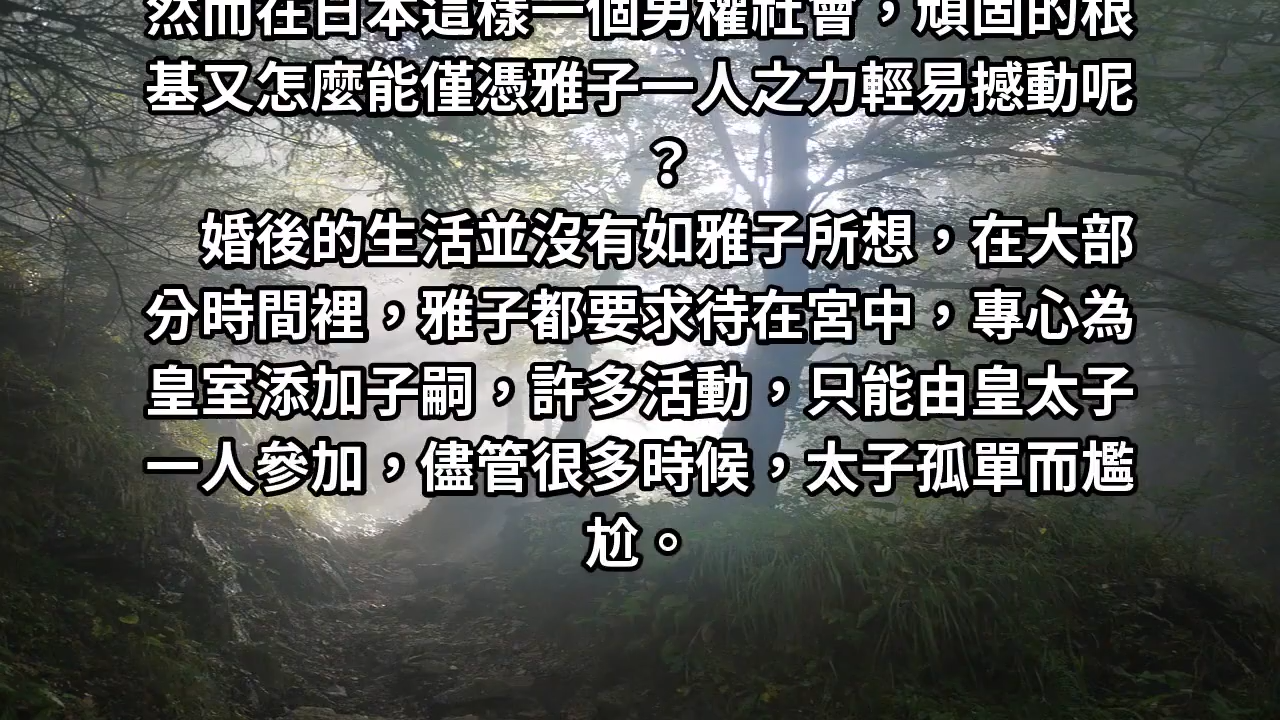 然而在日本這樣一個男權社會，頑固的根
基又怎麼能僅憑雅子一人之力輕易撼動呢
？
婚後的生活並沒有如雅子所想，在大部
分時間裡，雅子都要求待在宮中，專心為
皇室添加子嗣，許多活動，只能由皇太子
一人參加，儘管很多時候，太子孤單而尷
尬。